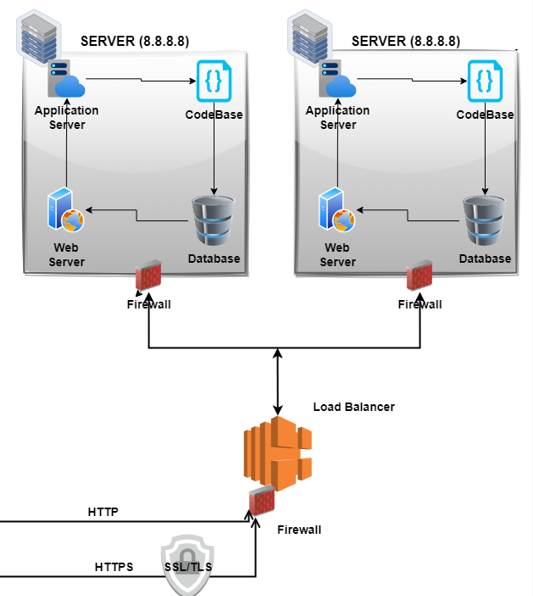 SERVER (8.8.8.8)
SERVER (8.8.8.8)
Application
Server
CodeBase
Application
Server
CodeBase
Web
Server
Database
Web
Server
Database
Firewall
Firewall
Load Balancer
HTTP
Firewall
HTTPS
SSL/TLS